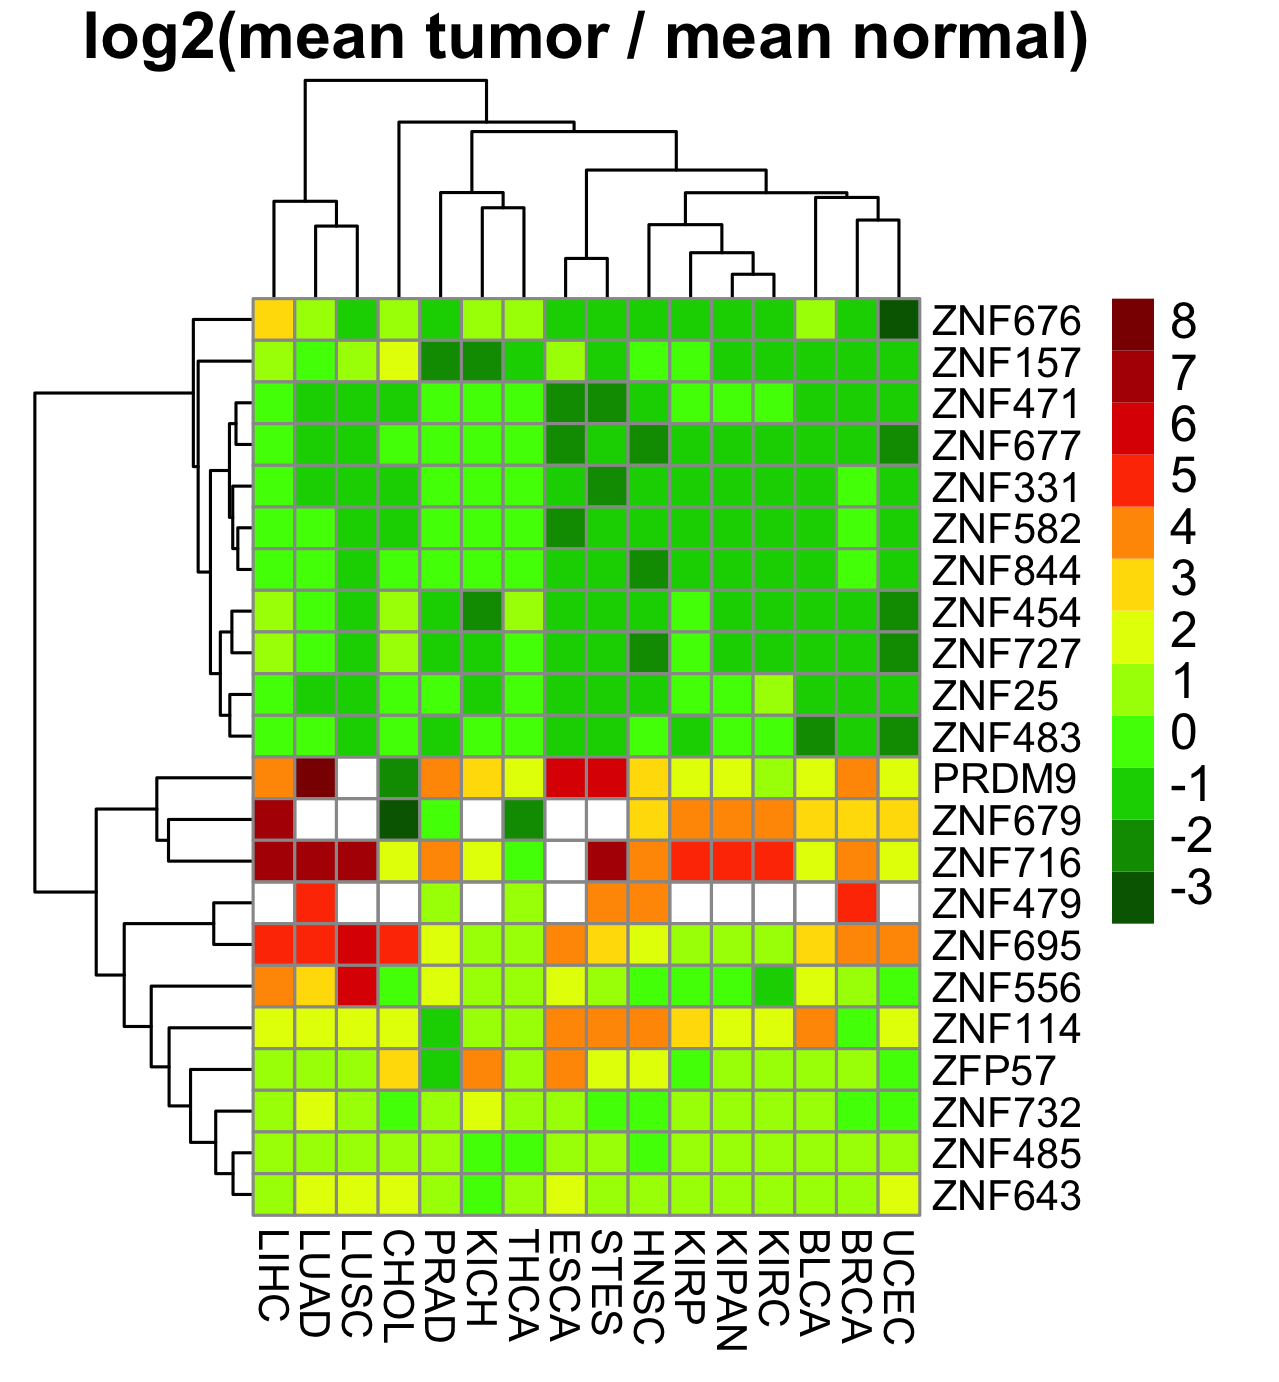 log2(mean tumor / mean normal)
ZNF676
ZNF157
ZNF471
ZNF677
ZNF331
ZNF582
ZNF844
ZNF454
ZNF727
ZNF25
ZNF483
PRDM9
ZNF679
ZNF716
ZNF479
ZNF695
ZNF556
ZNF114
ZFP57
ZNF732
ZNF485
ZNF643
8
7
6
5
4
3
2
1
0
-1
-2
-3
LIHC
LUAD
LUSC
CHOL
PRAD
KICH
THCA
ESCA
STES
HNSC
KIRP
KIPAN
KIRC
BLCA
BRCA
UCEC